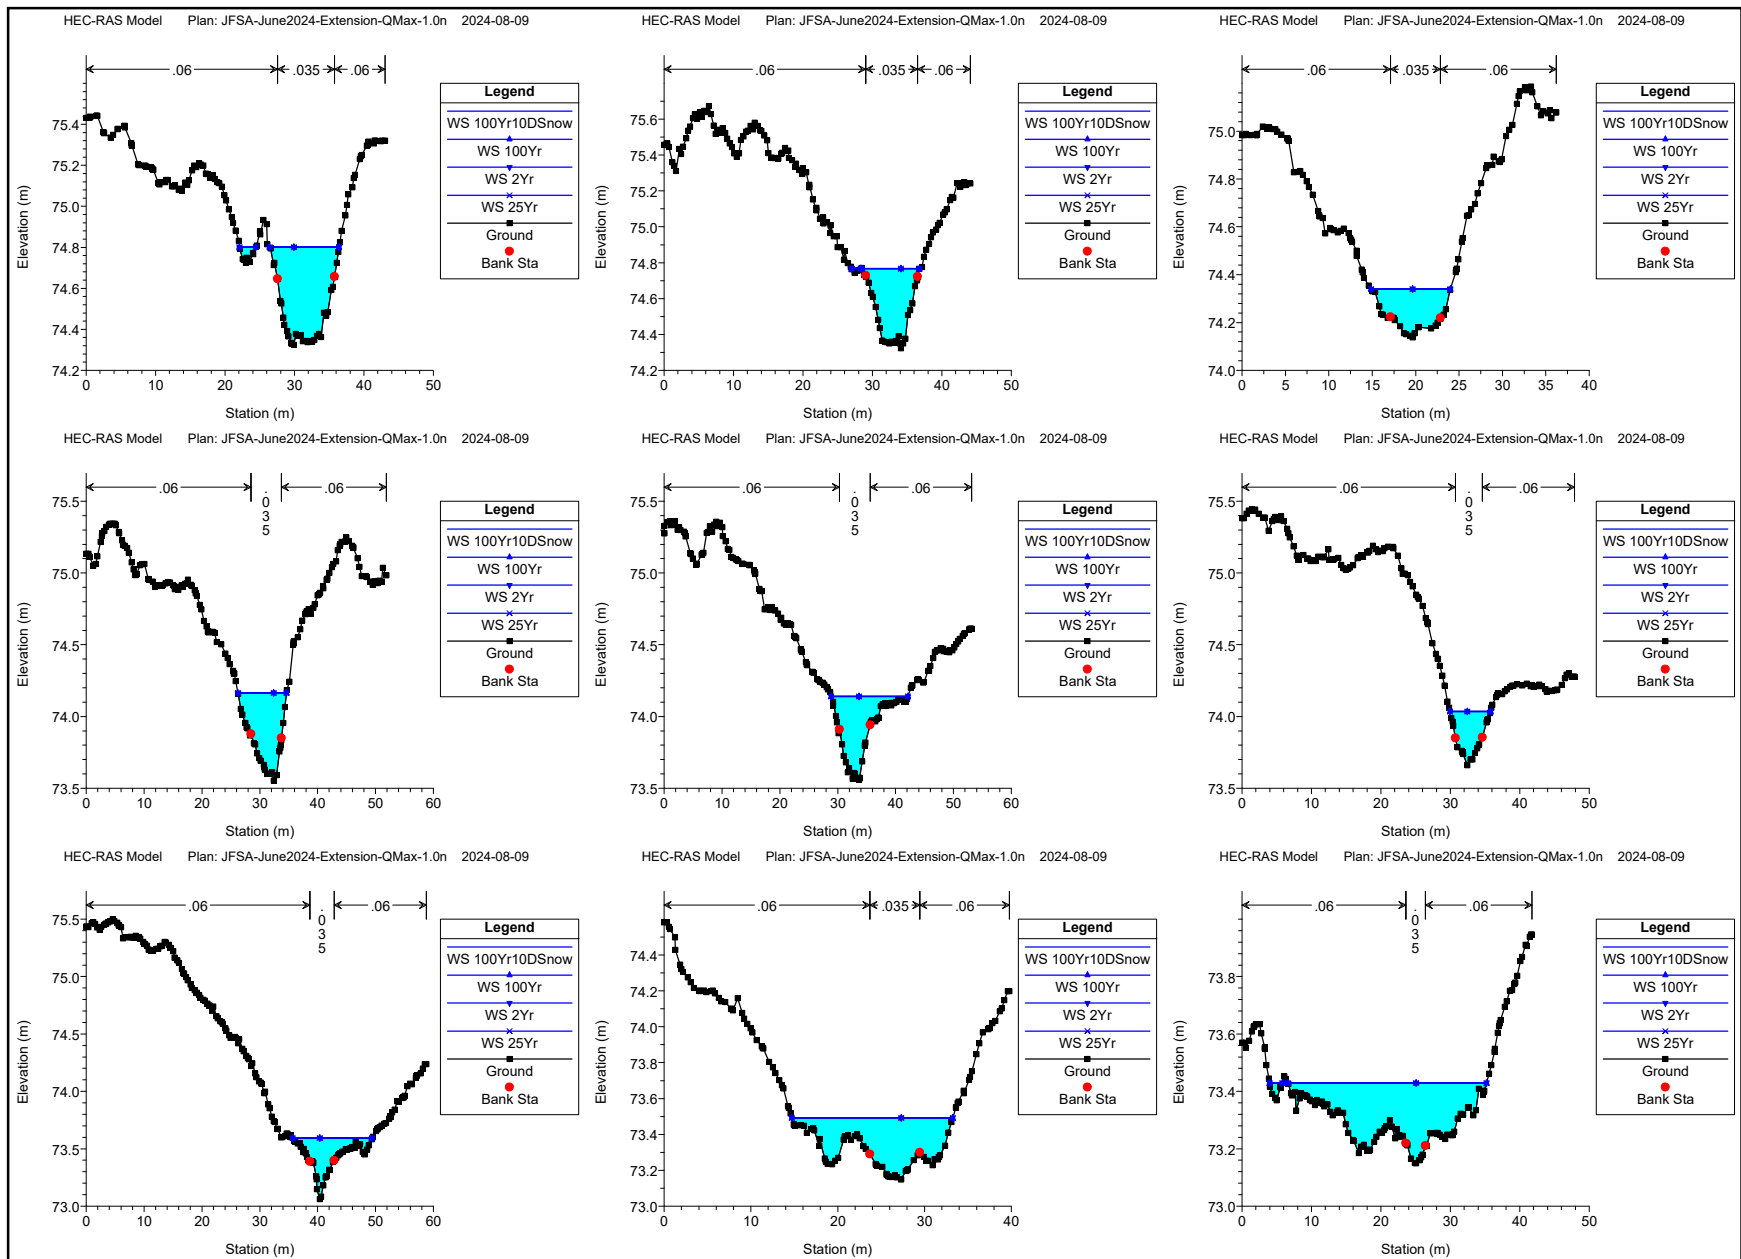 HEC-RAS Model Plan: JFSA-June2024-Extension-QMax-1.0n 2024-08-09
.06 .035 .06
Legend
WS 100Yr10DSnow
WS 100Yr
WS 2Yr
WS 25Yr
Ground
Bank Sta
Elevation (m)
75.4
75.2
75.0
74.8
74.6
74.4
74.2
0 10 20 30 40 50
Station (m)
HEC-RAS Model Plan: JFSA-June2024-Extension-QMax-1.0n 2024-08-09
.06 .035 .06
Legend
WS 100Yr10DSnow
WS 100Yr
WS 2Yr
WS 25Yr
Ground
Bank Sta
Elevation (m)
75.6
75.4
75.2
75.0
74.8
74.6
74.4
74.2
0 10 20 30 40 50
Station (m)
HEC-RAS Model Plan: JFSA-June2024-Extension-QMax-1.0n 2024-08-09
.06 .035 .06
Legend
WS 100Yr10DSnow
WS 100Yr
WS 2Yr
WS 25Yr
Ground
Bank Sta
Elevation (m)
75.0
74.8
74.6
74.4
74.2
74.0
0 5 10 15 20 25 30 35 40
Station (m)
HEC-RAS Model Plan: JFSA-June2024-Extension-QMax-1.0n 2024-08-09
.06 .035 .06
Legend
WS 100Yr10DSnow
WS 100Yr
WS 2Yr
WS 25Yr
Ground
Bank Sta
Elevation (m)
75.5
75.0
74.5
74.0
73.5
0 10 20 30 40 50 60
Station (m)
HEC-RAS Model Plan: JFSA-June2024-Extension-QMax-1.0n 2024-08-09
.06 .035 .06
Legend
WS 100Yr10DSnow
WS 100Yr
WS 2Yr
WS 25Yr
Ground
Bank Sta
Elevation (m)
75.5
75.0
74.5
74.0
73.5
0 10 20 30 40 50 60
Station (m)
HEC-RAS Model Plan: JFSA-June2024-Extension-QMax-1.0n 2024-08-09
.06 .035 .06
Legend
WS 100Yr10DSnow
WS 100Yr
WS 2Yr
WS 25Yr
Ground
Bank Sta
Elevation (m)
75.5
75.0
74.5
74.0
73.5
0 10 20 30 40 50
Station (m)
HEC-RAS Model Plan: JFSA-June2024-Extension-QMax-1.0n 2024-08-09
.06 .035 .06
Legend
WS 100Yr10DSnow
WS 100Yr
WS 2Yr
WS 25Yr
Ground
Bank Sta
Elevation (m)
75.5
75.0
74.5
74.0
73.5
73.0
0 10 20 30 40 50 60
Station (m)
HEC-RAS Model Plan: JFSA-June2024-Extension-QMax-1.0n 2024-08-09
.06 .035 .06
Legend
WS 100Yr10DSnow
WS 100Yr
WS 2Yr
WS 25Yr
Ground
Bank Sta
Elevation (m)
74.4
74.2
74.0
73.8
73.6
73.4
73.2
73.0
0 10 20 30 40
Station (m)
HEC-RAS Model Plan: JFSA-June2024-Extension-QMax-1.0n 2024-08-09
.06 .035 .06
Legend
WS 100Yr10DSnow
WS 100Yr
WS 2Yr
WS 25Yr
Ground
Bank Sta
Elevation (m)
73.8
73.6
73.4
73.2
73.0
0 10 20 30 40 50
Station (m)